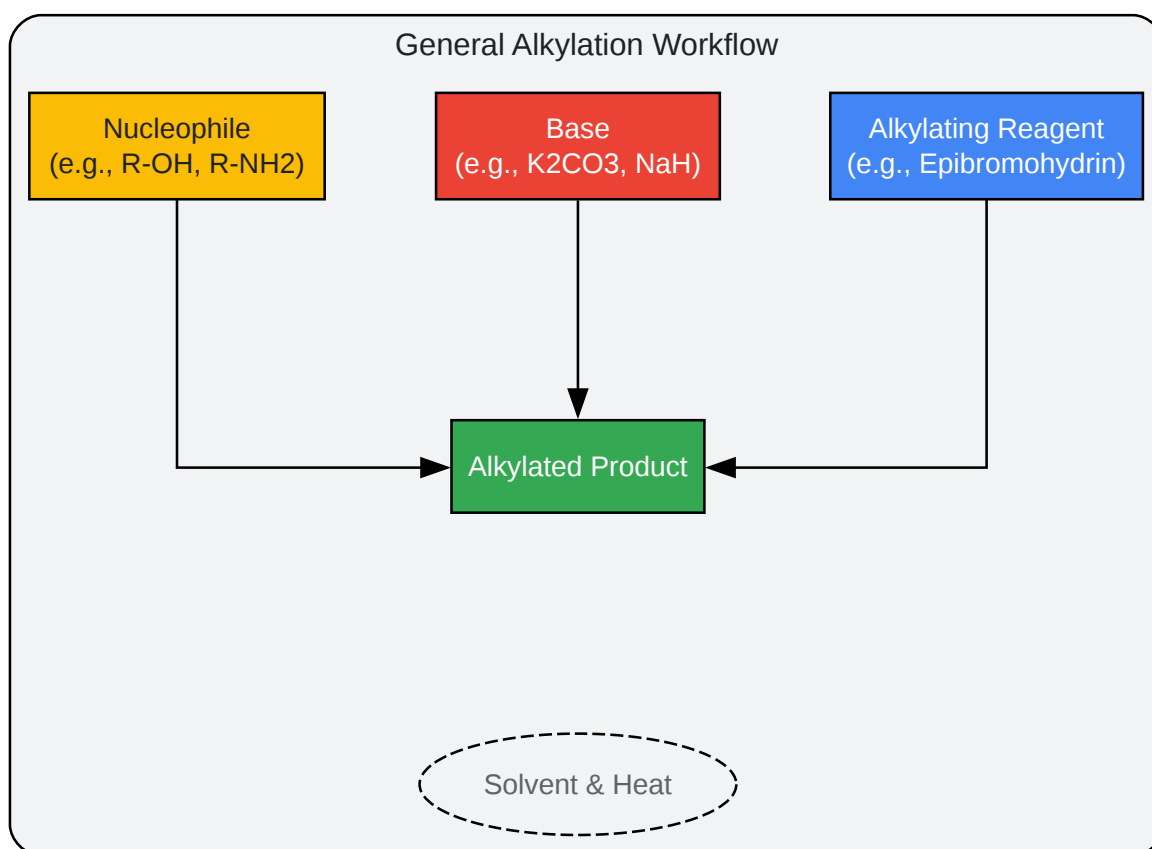 General Alkylation Workflow
Nucleophile
(e.g., R-OH, R-NH2)
Base
(e.g., K2CO3, NaH)
Alkylating Reagent
(e.g., Epibromohydrin)
Alkylated Product
Solvent & Heat